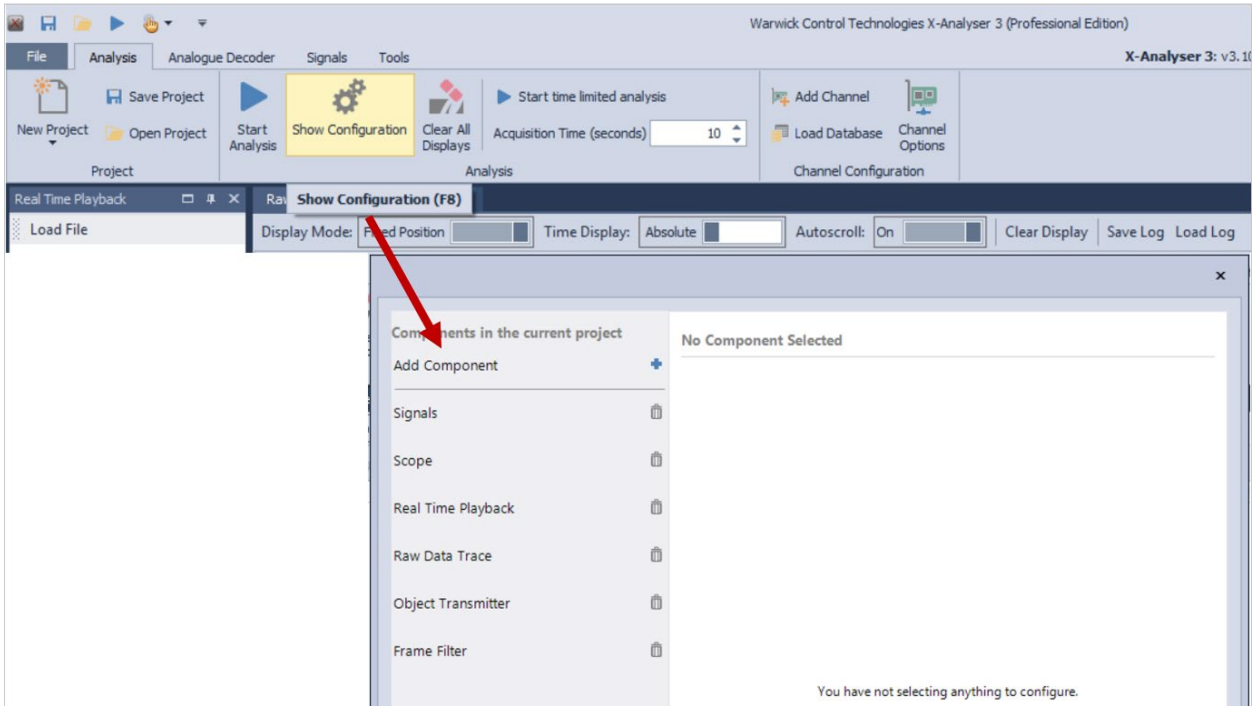 Warwick Control Technologies X-Analyser 3 (Professional Edition)
File Analysis Analogue Decoder Signals Tools X-Analyser 3: v3.10
New Project
Save Project
Open Project
Project
Start Analysis
Show Configuration
Clear All Displays
Start time limited analysis
Acquisition Time (seconds) 10
Analysis
Add Channel
Load Database
Channel Options
Channel Configuration
Real Time Playback
Load File
Show Configuration (F8)
Display Mode: Fixed Position Time Display: Absolute Autoscroll: On Clear Display Save Log Load Log
Components in the current project
Add Component
Signals
Scope
Real Time Playback
Raw Data Trace
Object Transmitter
Frame Filter
No Component Selected
You have not selecting anything to configure.